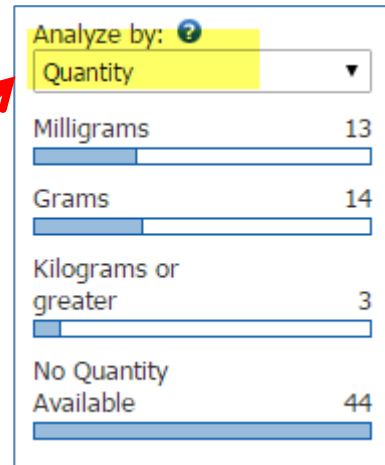 Analyze by: ?
Quantity ▼
Milligrams 13
Grams 14
Kilograms or
greater 3
No Quantity
Available 44